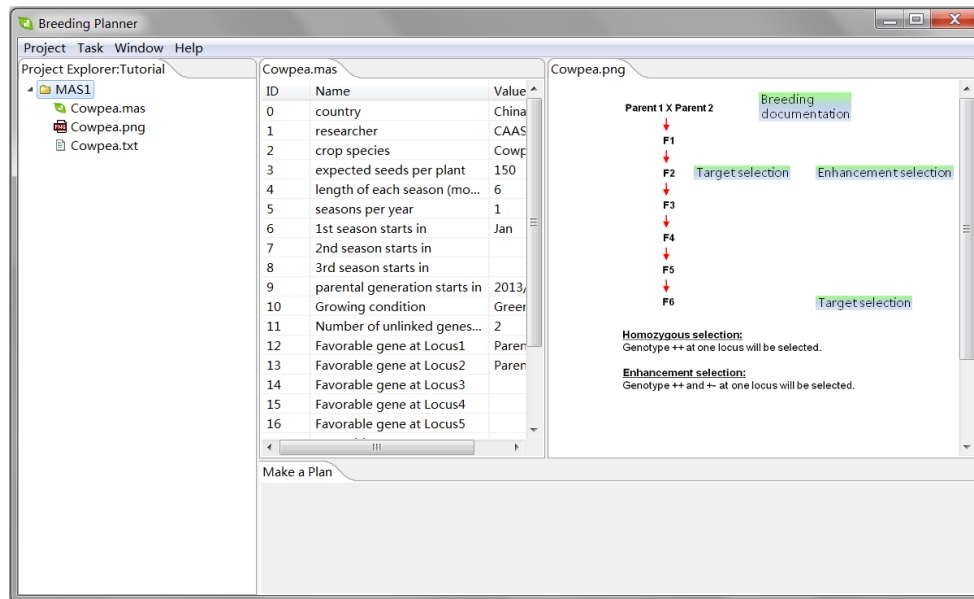 Breeding Planner
Project Task Window Help
Project Explorer:Tutorial
MAS1
Cowpea.mas
Cowpea.png
Cowpea.txt
Cowpea.mas
ID Name Value
0 country China
1 researcher CAAS
2 crop species Cowp
3 expected seeds per plant 150
4 length of each season (mo... 6
5 seasons per year 1
6 1st season starts in Jan
7 2nd season starts in
8 3rd season starts in
9 parental generation starts in 2013/
10 Growing condition Green
11 Number of unlinked genes... 2
12 Favorable gene at Locus1 Paren
13 Favorable gene at Locus2 Paren
14 Favorable gene at Locus3
15 Favorable gene at Locus4
16 Favorable gene at Locus5
Cowpea.png
Parent 1 X Parent 2
Breeding
documentation
F1
F2 Target selection Enhancement selection
F3
F4
F5
F6 Target selection
Homozygous selection:
Genotype ++ at one locus will be selected.
Enhancement selection:
Genotype ++ and +- at one locus will be selected.
Make a Plan